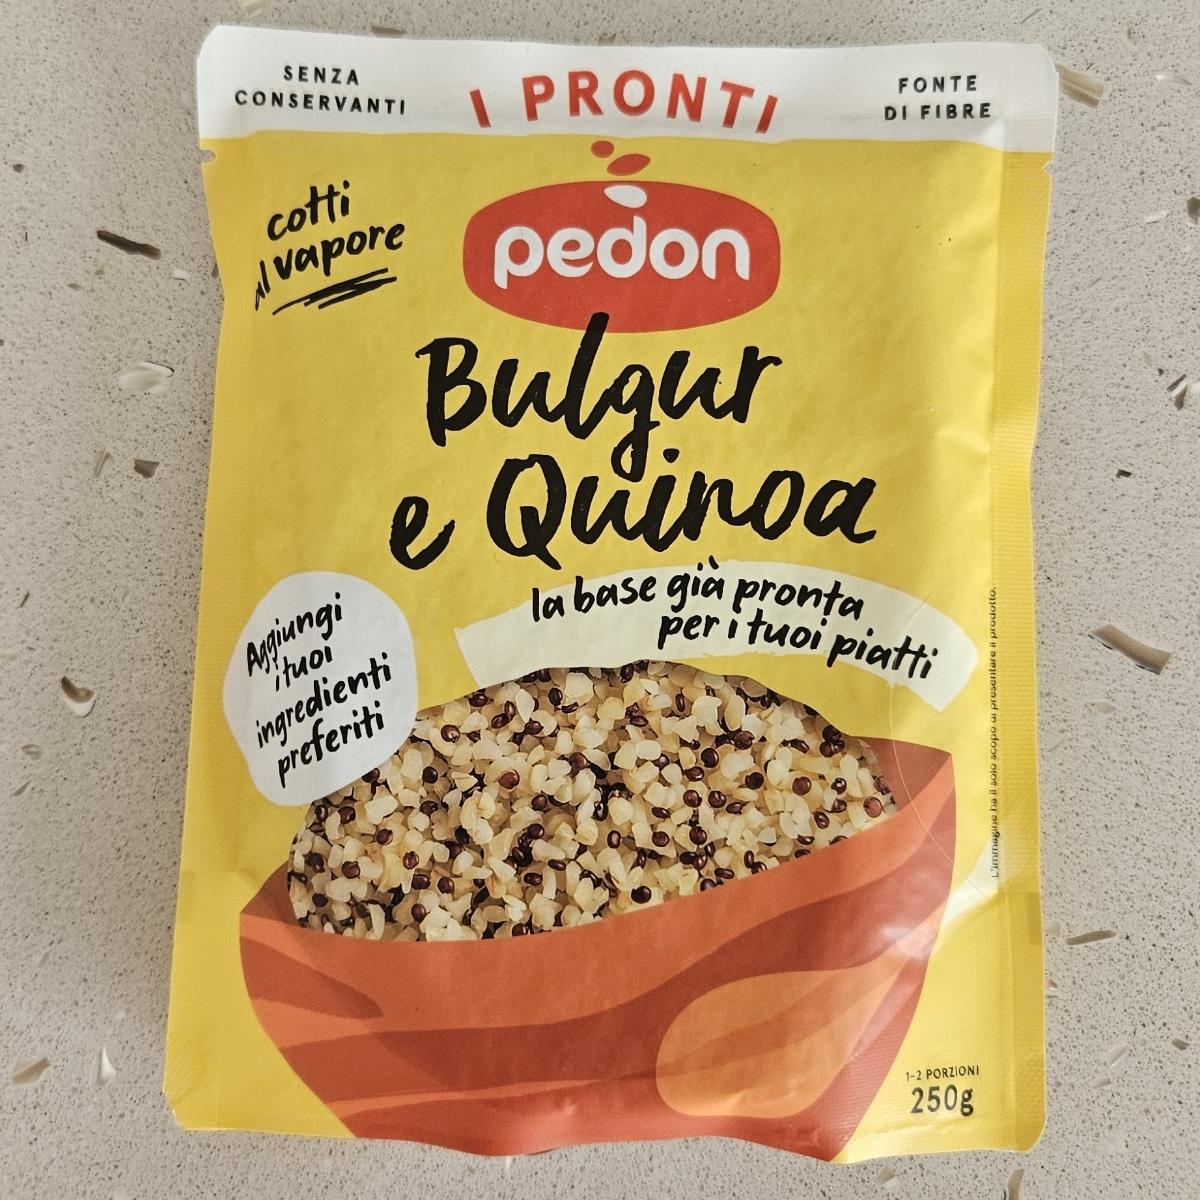 SENZA
CONSERVANTI
I PRONTI
FONTE
DI FIBRE
cotti
al vapore
pedon
Bulgur
e Quinoa
la base già pronta
per i tuoi piatti
Aggiungi
i tuoi
ingredienti
preferiti
L'immagine ha il solo scopo di presentare il prodotto.
1-2 PORZIONI
250g